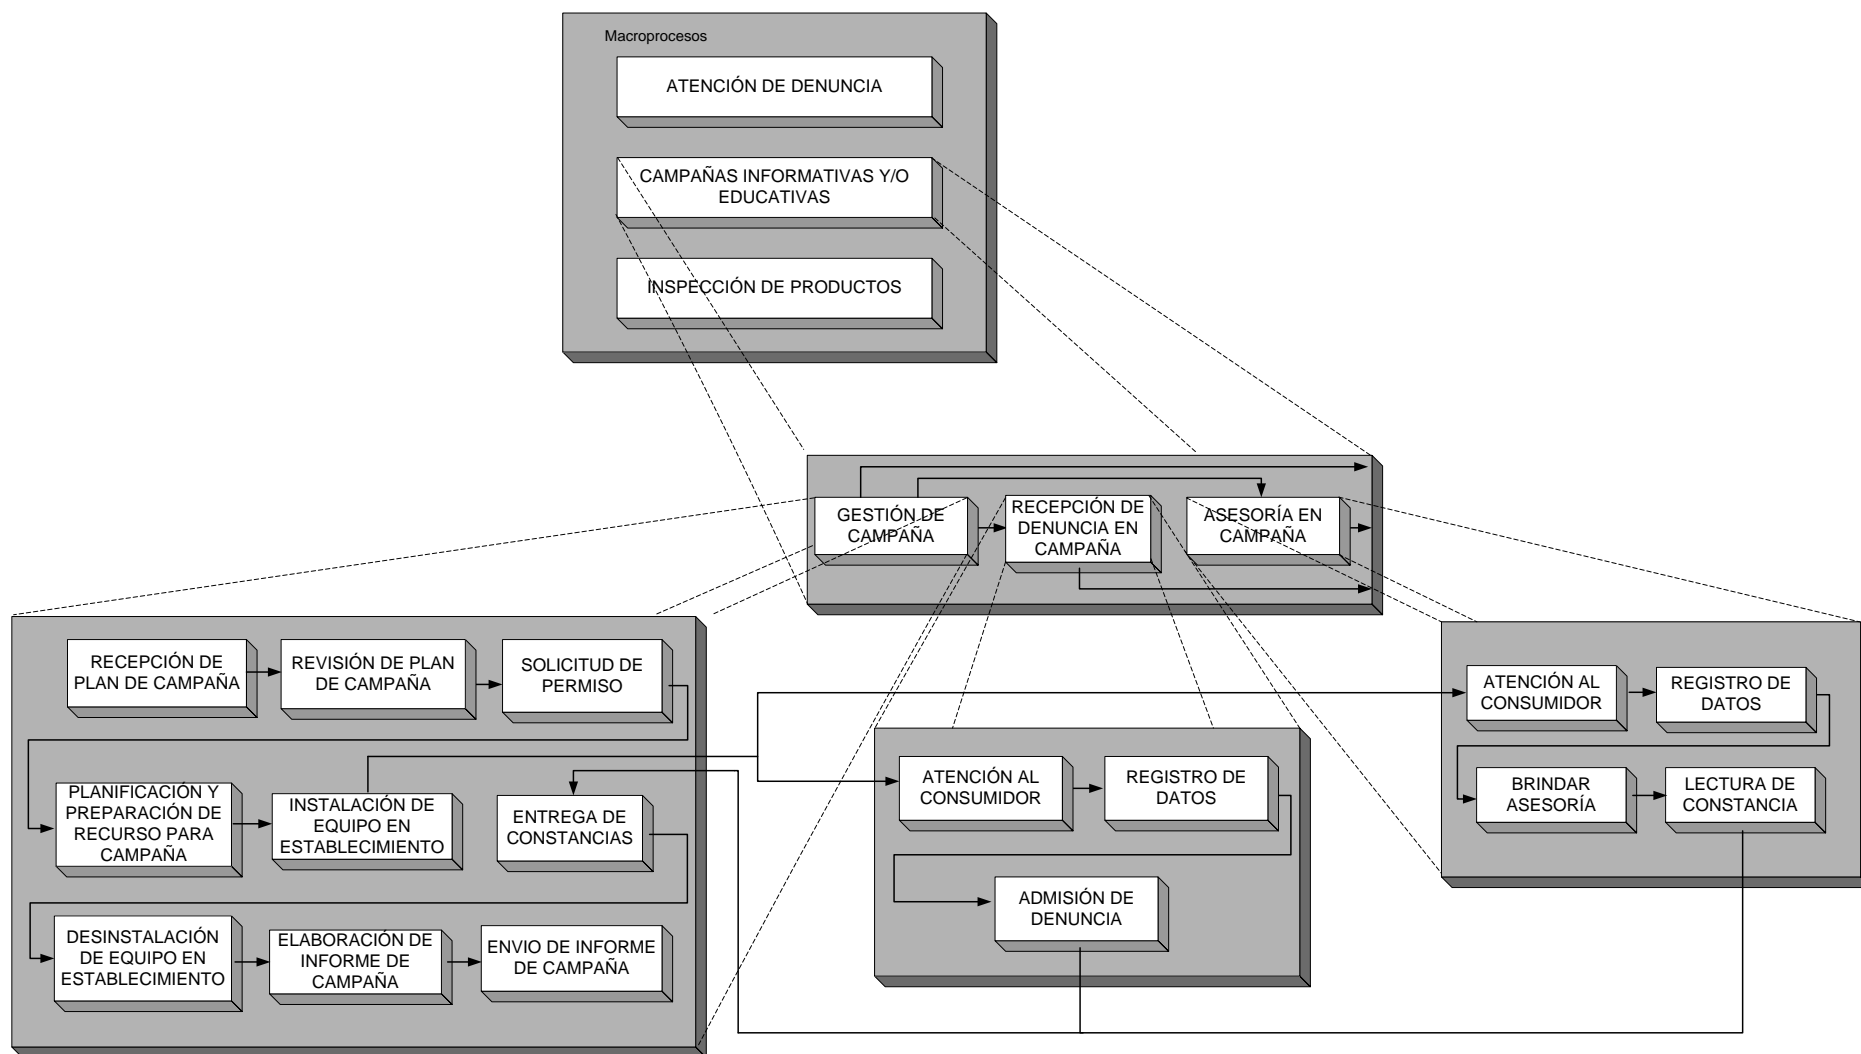 Macroprocesos
ATENCIÓN DE DENUNCIA
CAMPAÑAS INFORMATIVAS Y/O
EDUCATIVAS
INSPECCIÓN DE PRODUCTOS
GESTIÓN DE
CAMPAÑA
RECEPCIÓN DE
DENUNCIA EN
CAMPAÑA
ASESORÍA EN
CAMPAÑA
RECEPCIÓN DE
PLAN DE CAMPAÑA
REVISIÓN DE PLAN
DE CAMPAÑA
SOLICITUD DE
PERMISO
PLANIFICACIÓN Y
PREPARACIÓN DE
RECURSO PARA
CAMPAÑA
INSTALACIÓN DE
EQUIPO EN
ESTABLECIMIENTO
ENTREGA DE
CONSTANCIAS
DESINSTALACIÓN
DE EQUIPO EN
ESTABLECIMIENTO
ELABORACIÓN DE
INFORME DE
CAMPAÑA
ENVIO DE INFORME
DE CAMPAÑA
ATENCIÓN AL
CONSUMIDOR
REGISTRO DE
DATOS
ADMISIÓN DE
DENUNCIA
ATENCIÓN AL
CONSUMIDOR
REGISTRO DE
DATOS
BRINDAR
ASESORÍA
LECTURA DE
CONSTANCIA